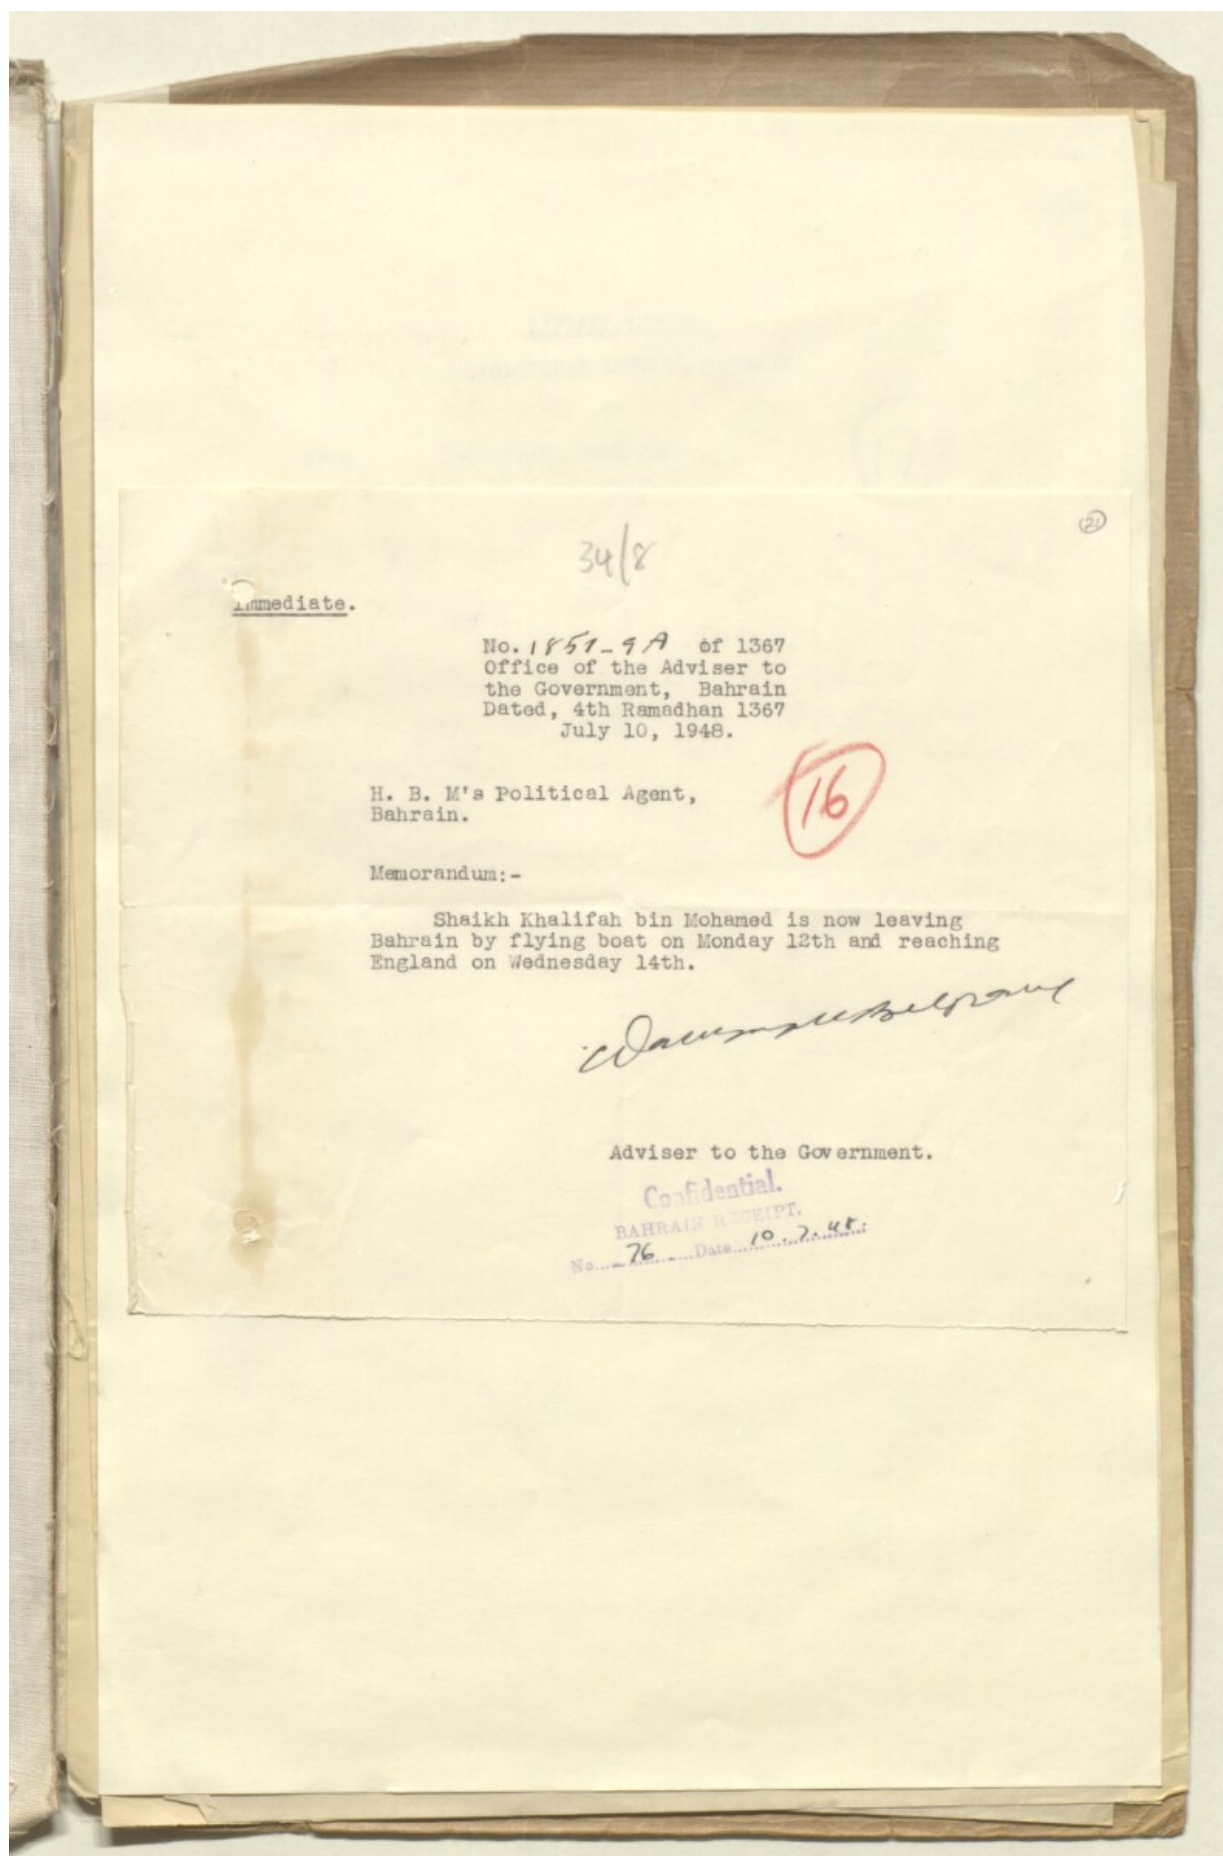 21
34/8
Immediate.
No. 1851-9A of 1367
Office of the Adviser to
the Government, Bahrain
Dated, 4th Ramadhan 1367
July 10, 1948.
16
H. B. M's Political Agent,
Bahrain.
Memorandum:-
Shaikh Khalifah bin Mohamed is now leaving
Bahrain by flying boat on Monday 12th and reaching
England on Wednesday 14th.
Adviser to the Government.
Confidential.
BAHRAIN RECEIPT.
No. 76 Date 10.7.48.